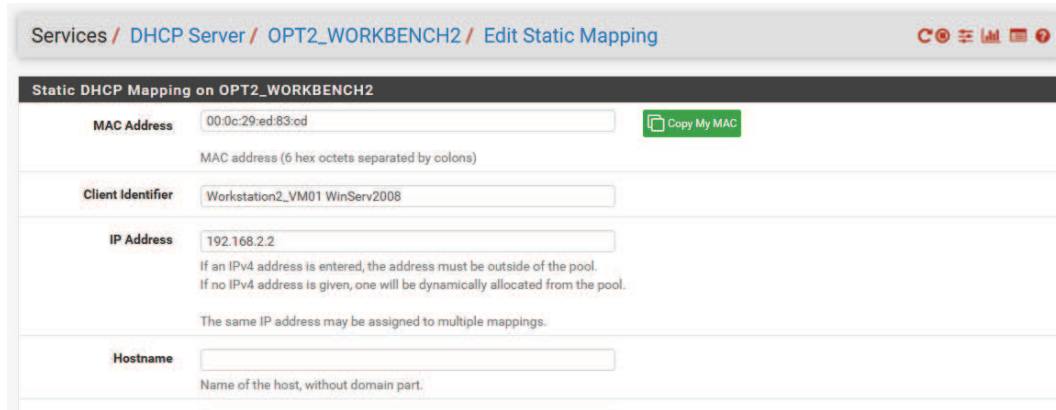 Services / DHCP Server / OPT2_WORKBENCH2 / Edit Static Mapping
Static DHCP Mapping on OPT2_WORKBENCH2
MAC Address
00:0c:29:ed:83:cd
Copy My MAC
MAC address (6 hex octets separated by colons)
Client Identifier
Workstation2_VM01 WinServ2008
IP Address
192.168.2.2
If an IPv4 address is entered, the address must be outside of the pool.
If no IPv4 address is given, one will be dynamically allocated from the pool.
The same IP address may be assigned to multiple mappings.
Hostname
Name of the host, without domain part.